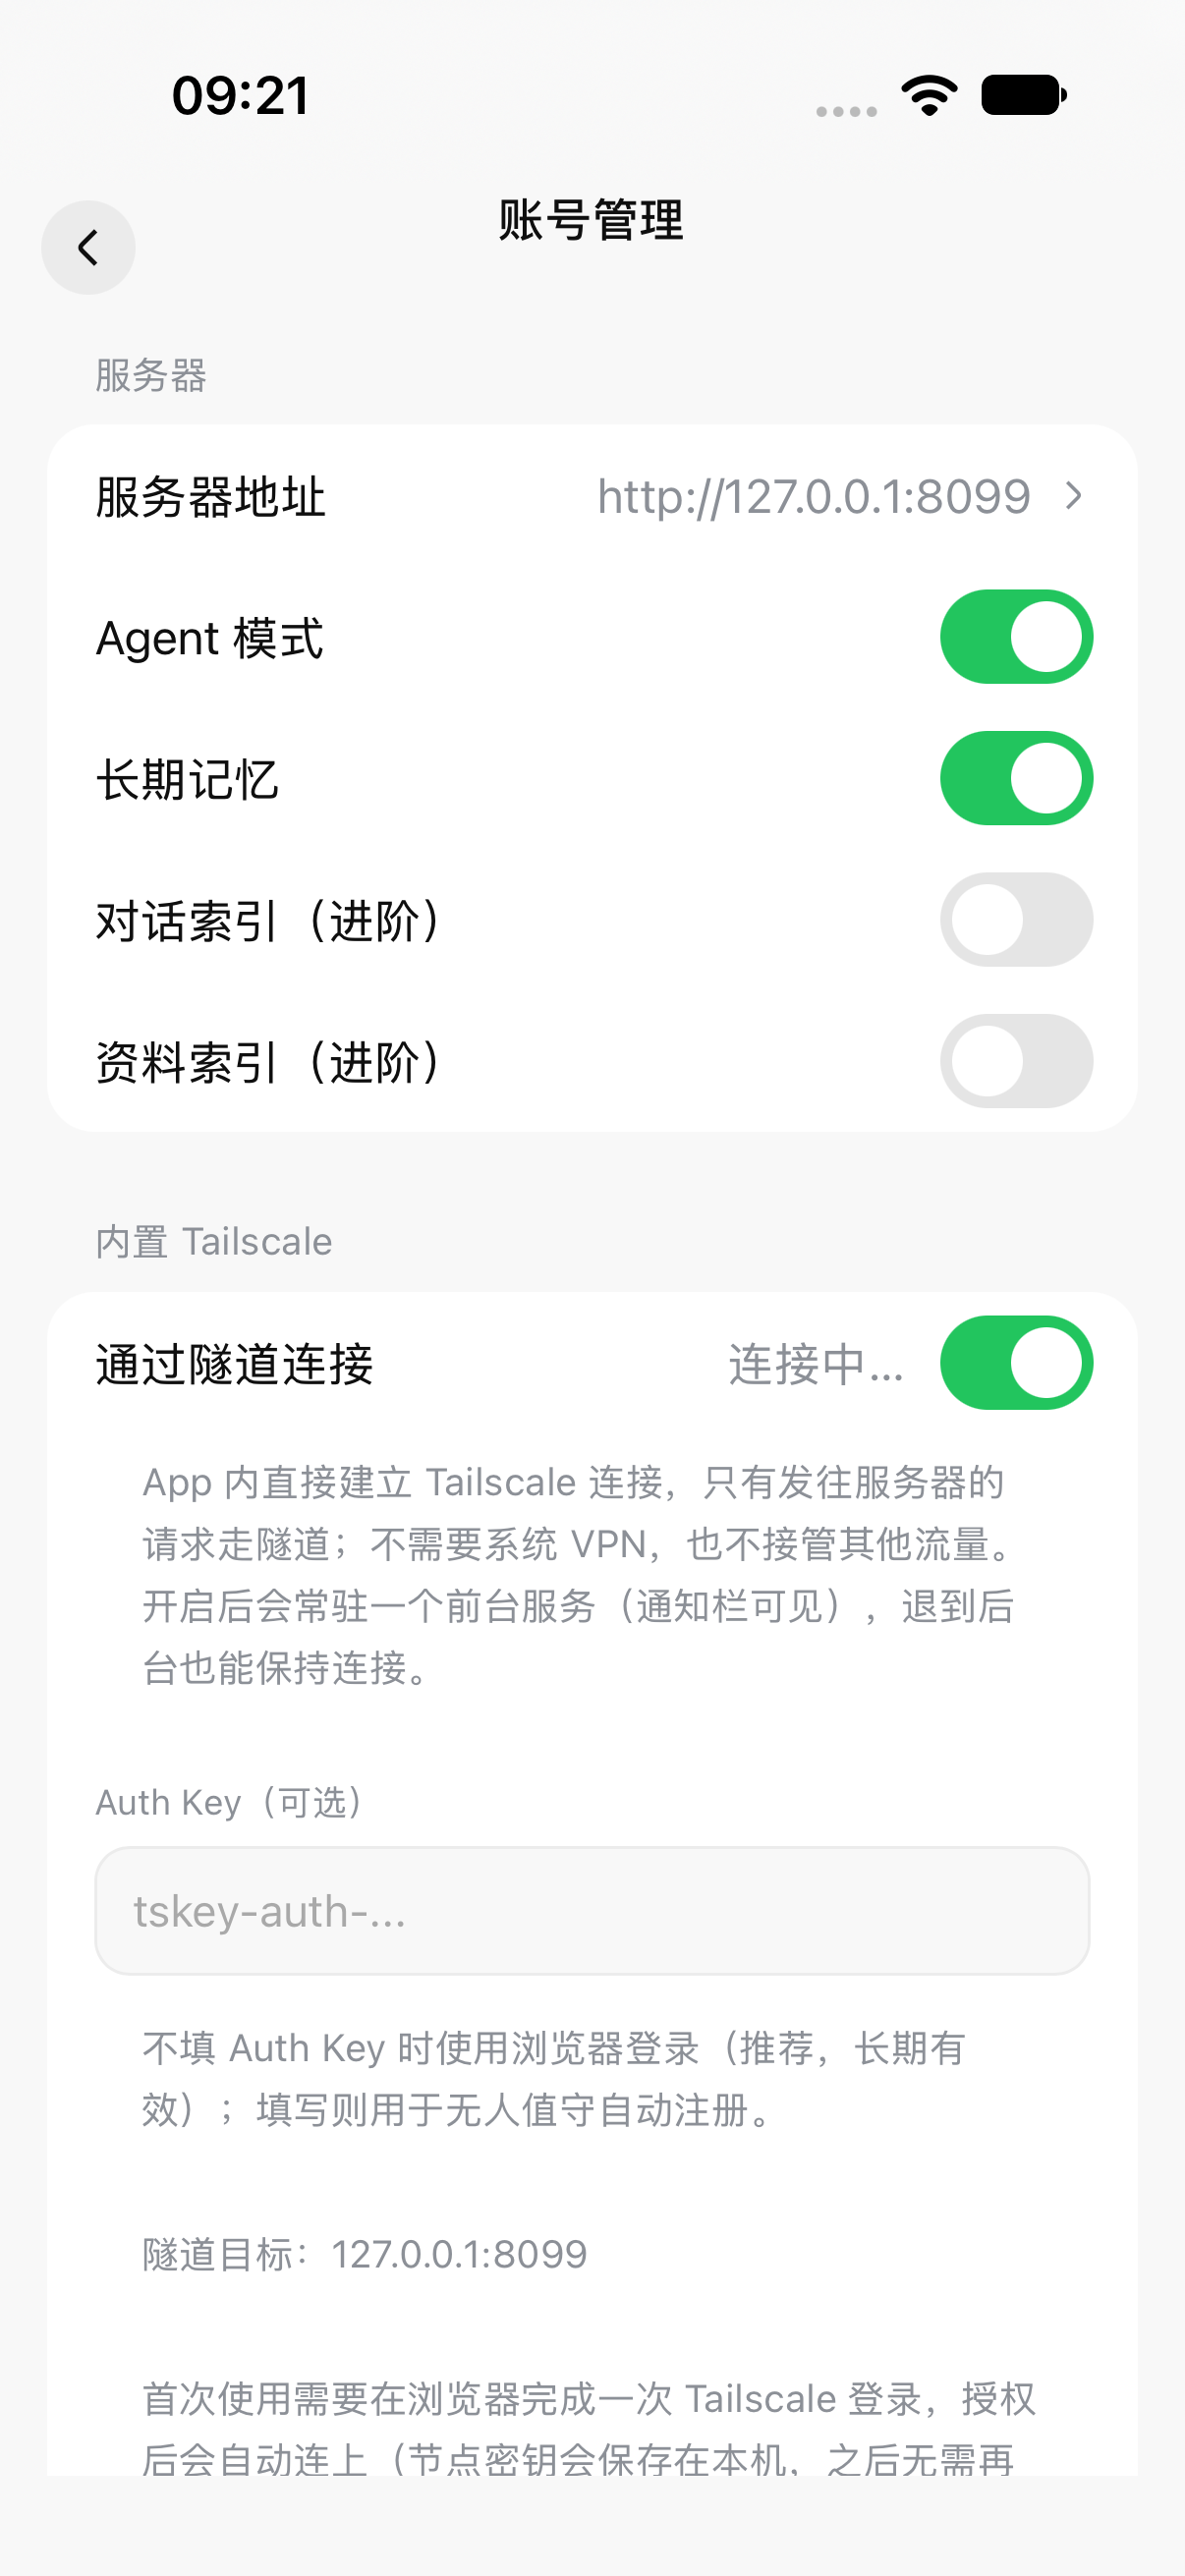 09:21
账号管理
服务器
服务器地址 http://127.0.0.1:8099
Agent 模式
长期记忆
对话索引（进阶）
资料索引（进阶）
内置 Tailscale
通过隧道连接 连接中...
App 内直接建立 Tailscale 连接，只有发往服务器的
请求走隧道；不需要系统 VPN，也不接管其他流量。
开启后会常驻一个前台服务（通知栏可见），退到后
台也能保持连接。
Auth Key（可选）
tskey-auth-...
不填 Auth Key 时使用浏览器登录（推荐，长期有
效）；填写则用于无人值守自动注册。
隧道目标：127.0.0.1:8099
首次使用需要在浏览器完成一次 Tailscale 登录，授权
后会自动连上（节点密钥会保存在本机，之后无需再